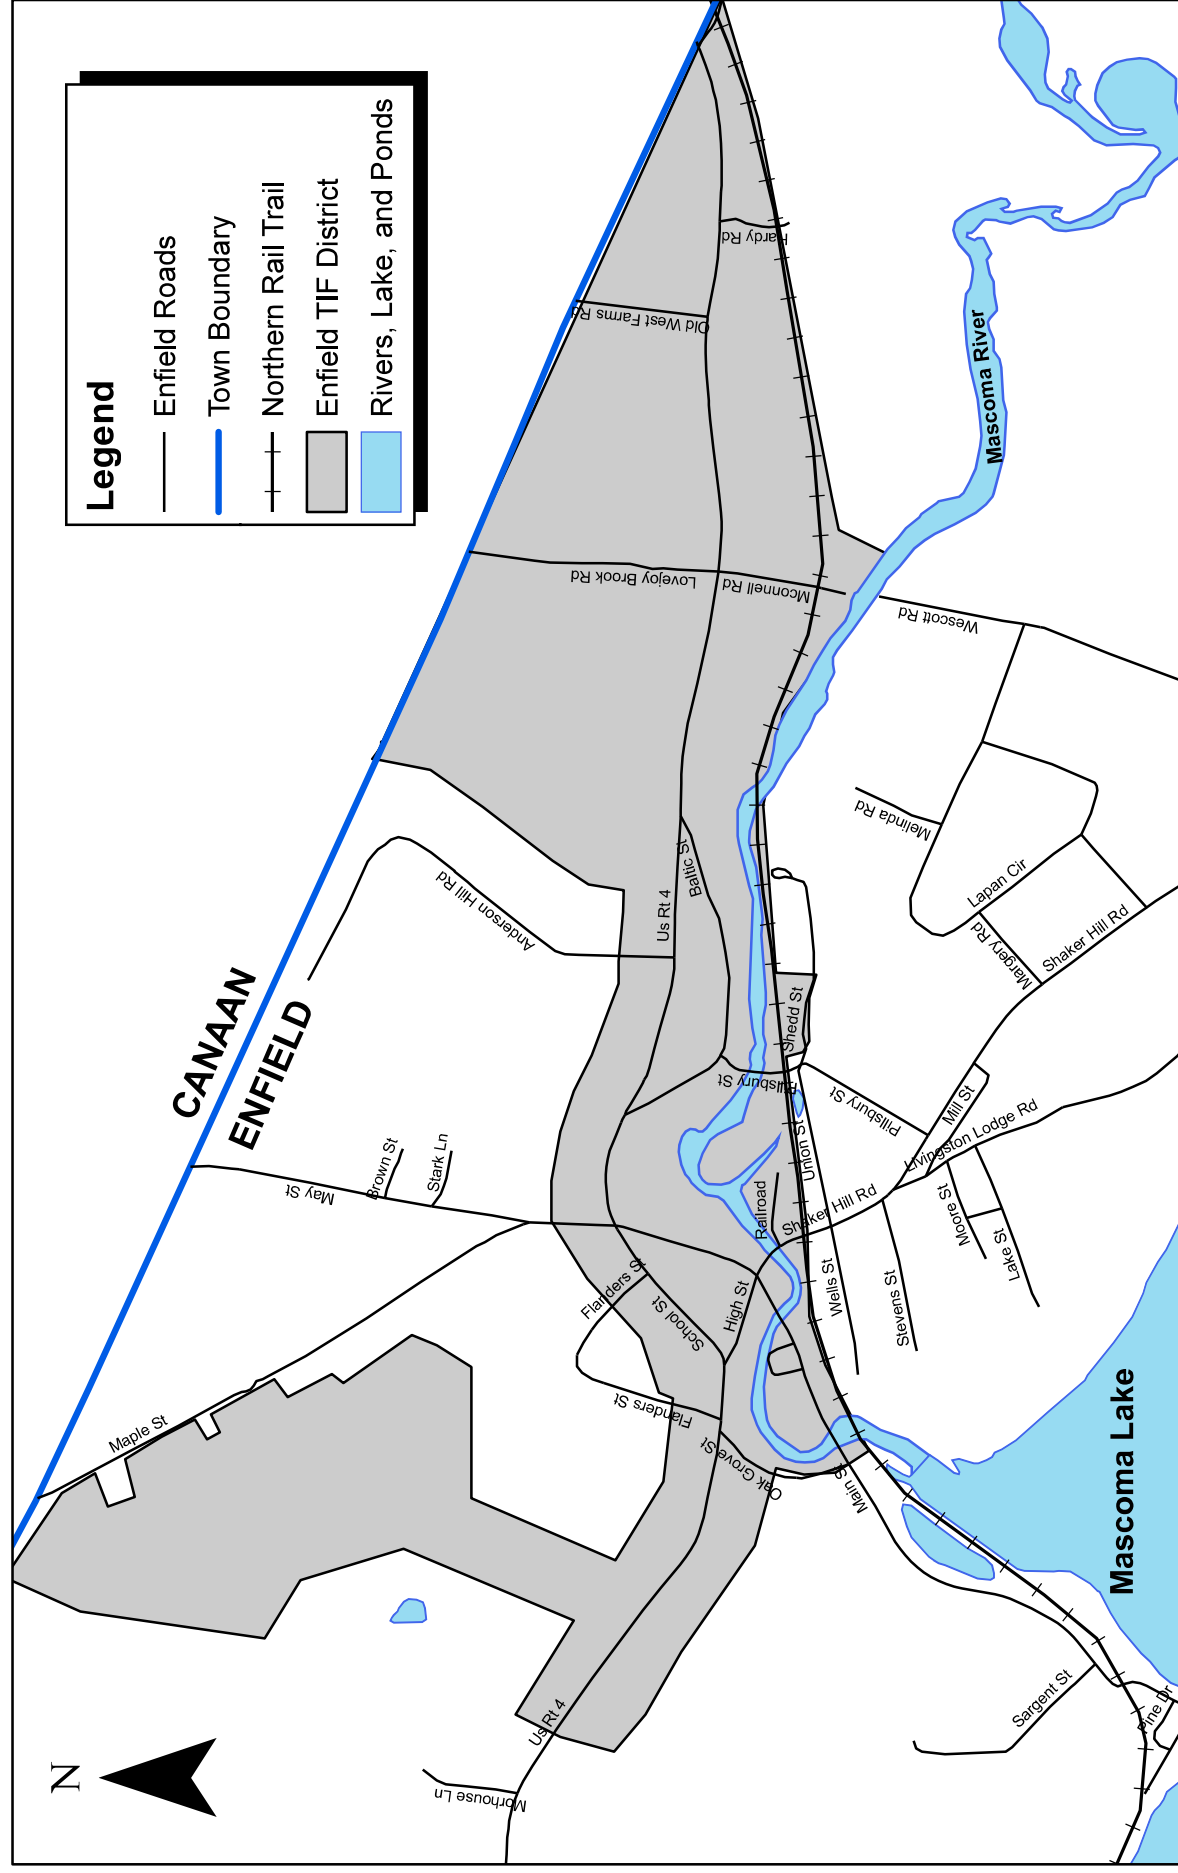 Legend
Enfield Roads
Town Boundary
Northern Rail Trail
Enfield TIF District
Rivers, Lake, and Ponds
N
CANAAN
ENFIELD
Hardy Rd
Old West Farms Rd
Lovejoy Brook Rd
Mconnell Rd
Mascoma River
Wescott Rd
Melinda Rd
Lapan Cir
Margery Rd
Shaker Hill Rd
Anderson Hill Rd
Us Rt 4
Baltic St
Shedd St
Pillsbury St
Pillsbury St
Mill St
Livingston Lodge Rd
Union St
Railroad
Shaker Hill Rd
Moore St
Lake St
Stevens St
Wells St
May St
Brown St
Stark Ln
Flanders St
School St
High St
Flanders St
Oak Grove St
Main St
Maple St
Mascoma Lake
Us Rt 4
Morhouse Ln
Sargent St
Pine Dr